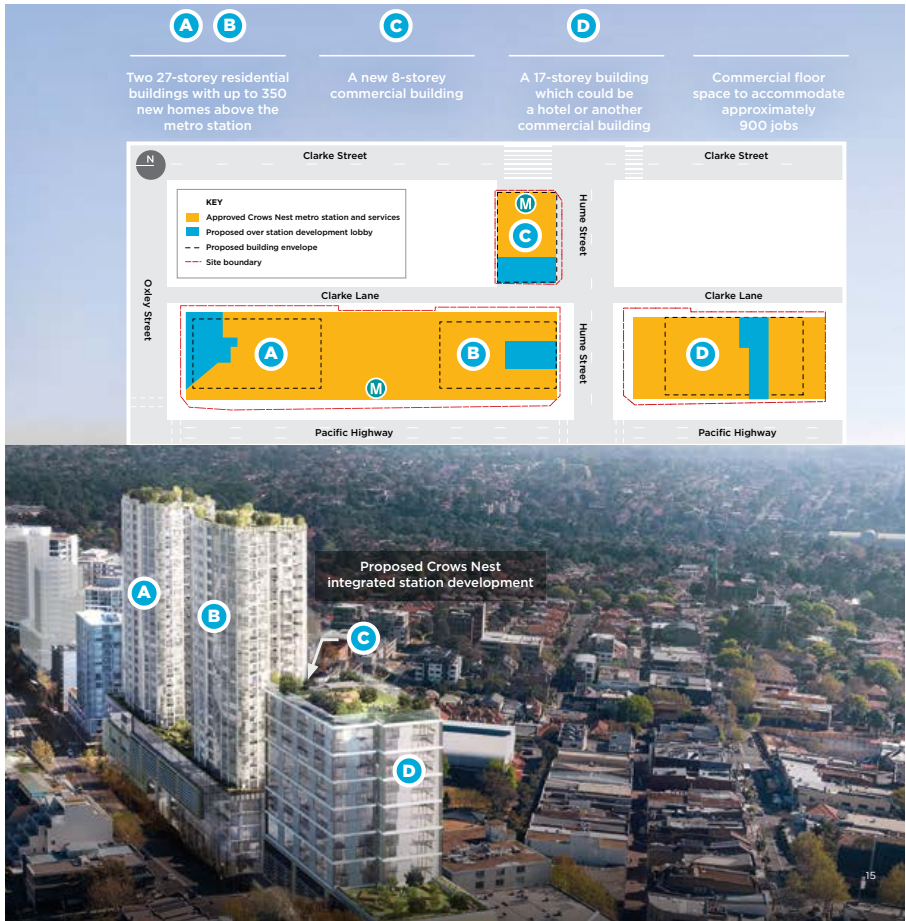 A B
C
D
Two 27-storey residential
buildings with up to 350
new homes above the
metro station
A new 8-storey
commercial building
A 17-storey building
which could be
a hotel or another
commercial building
Commercial floor
space to accommodate
approximately
900 jobs
N
Clarke Street
Clarke Street
KEY
Approved Crows Nest metro station and services
Proposed over station development lobby
Proposed building envelope
Site boundary
M
C
Hume Street
Oxley Street
Clarke Lane
Clarke Lane
A
B
M
Hume Street
D
Pacific Highway
Pacific Highway
Proposed Crows Nest
integrated station development
A
B
C
D
15